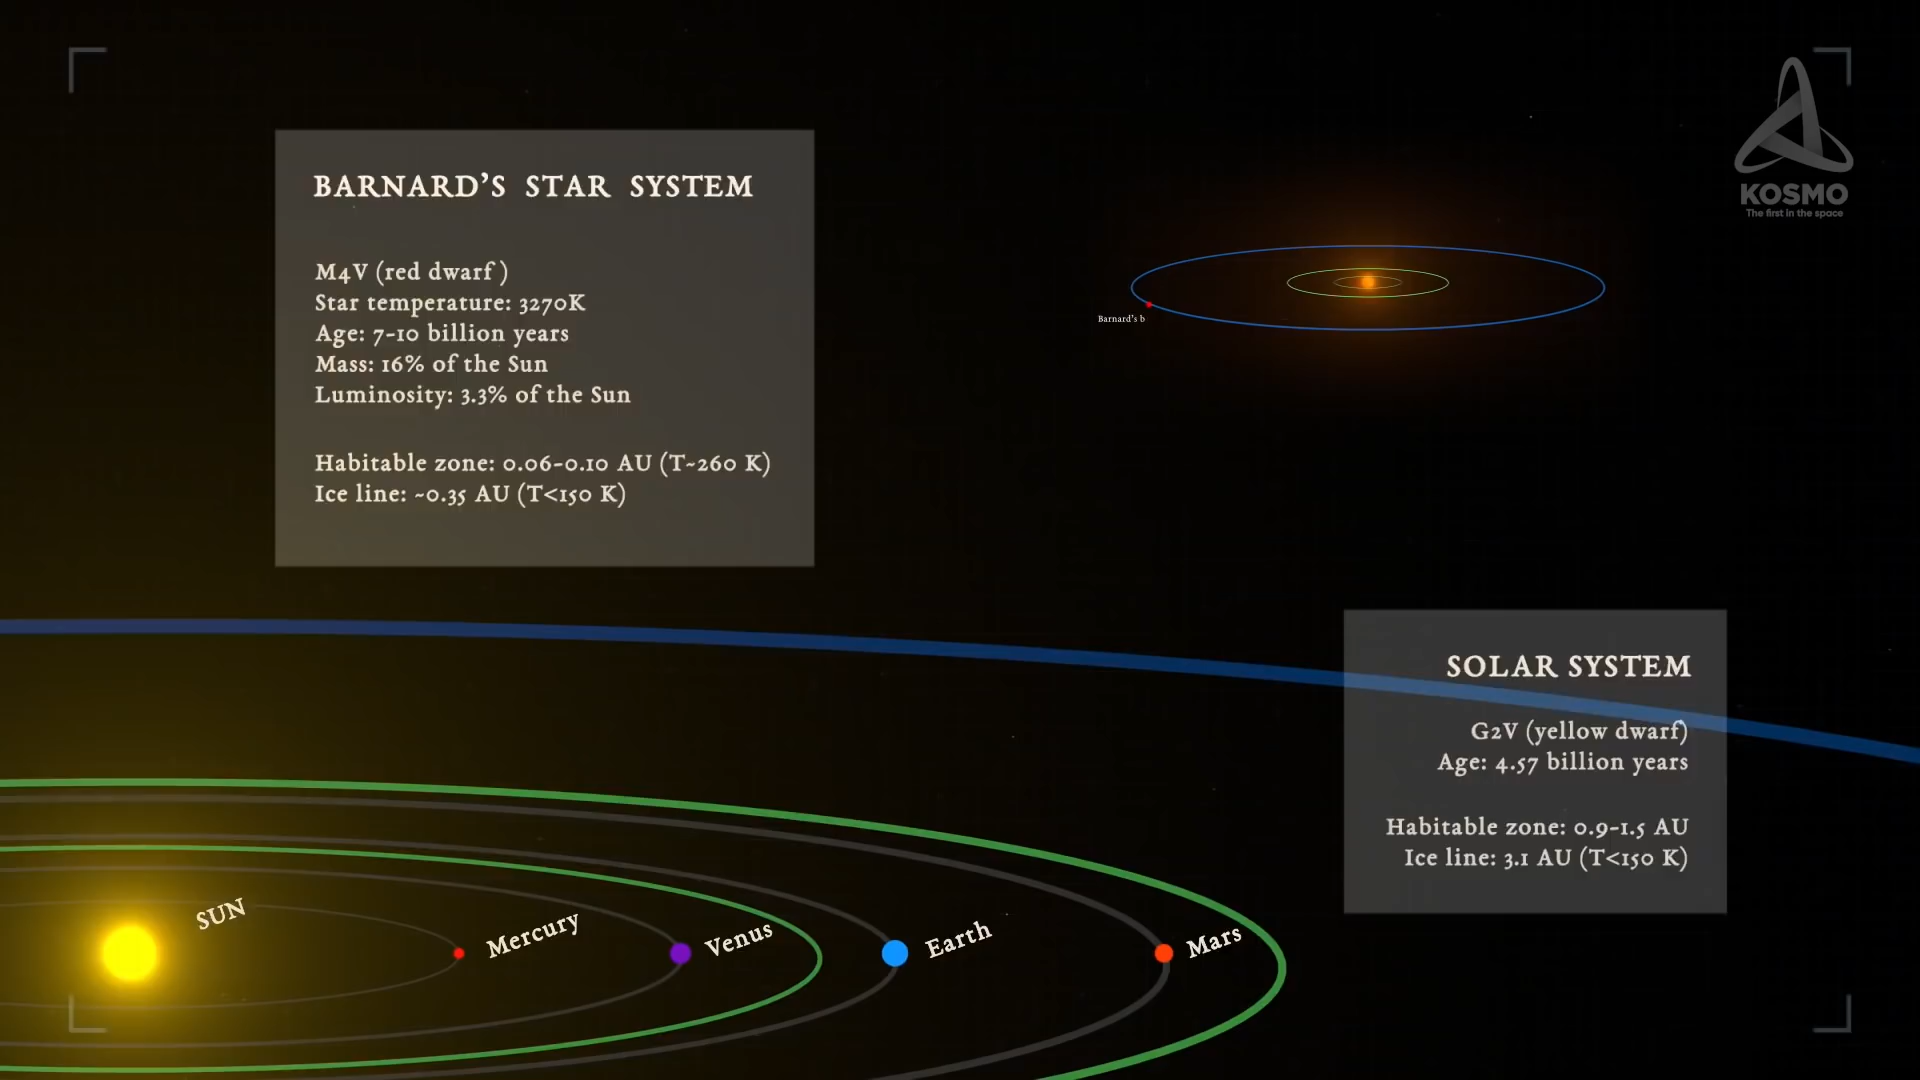 KOSMO
The first in the space
BARNARD'S STAR SYSTEM
M4V (red dwarf )
Star temperature: 3270K
Age: 7-10 billion years
Mass: 16% of the Sun
Luminosity: 3.3% of the Sun
Habitable zone: 0.06-0.10 AU (T~260 K)
Ice line: ~0.35 AU (T<150 K)
Barnard's b
SOLAR SYSTEM
G2V (yellow dwarf)
Age: 4.57 billion years
Habitable zone: 0.9-1.5 AU
Ice line: 3.1 AU (T<150 K)
SUN
Mercury
Venus
Earth
Mars